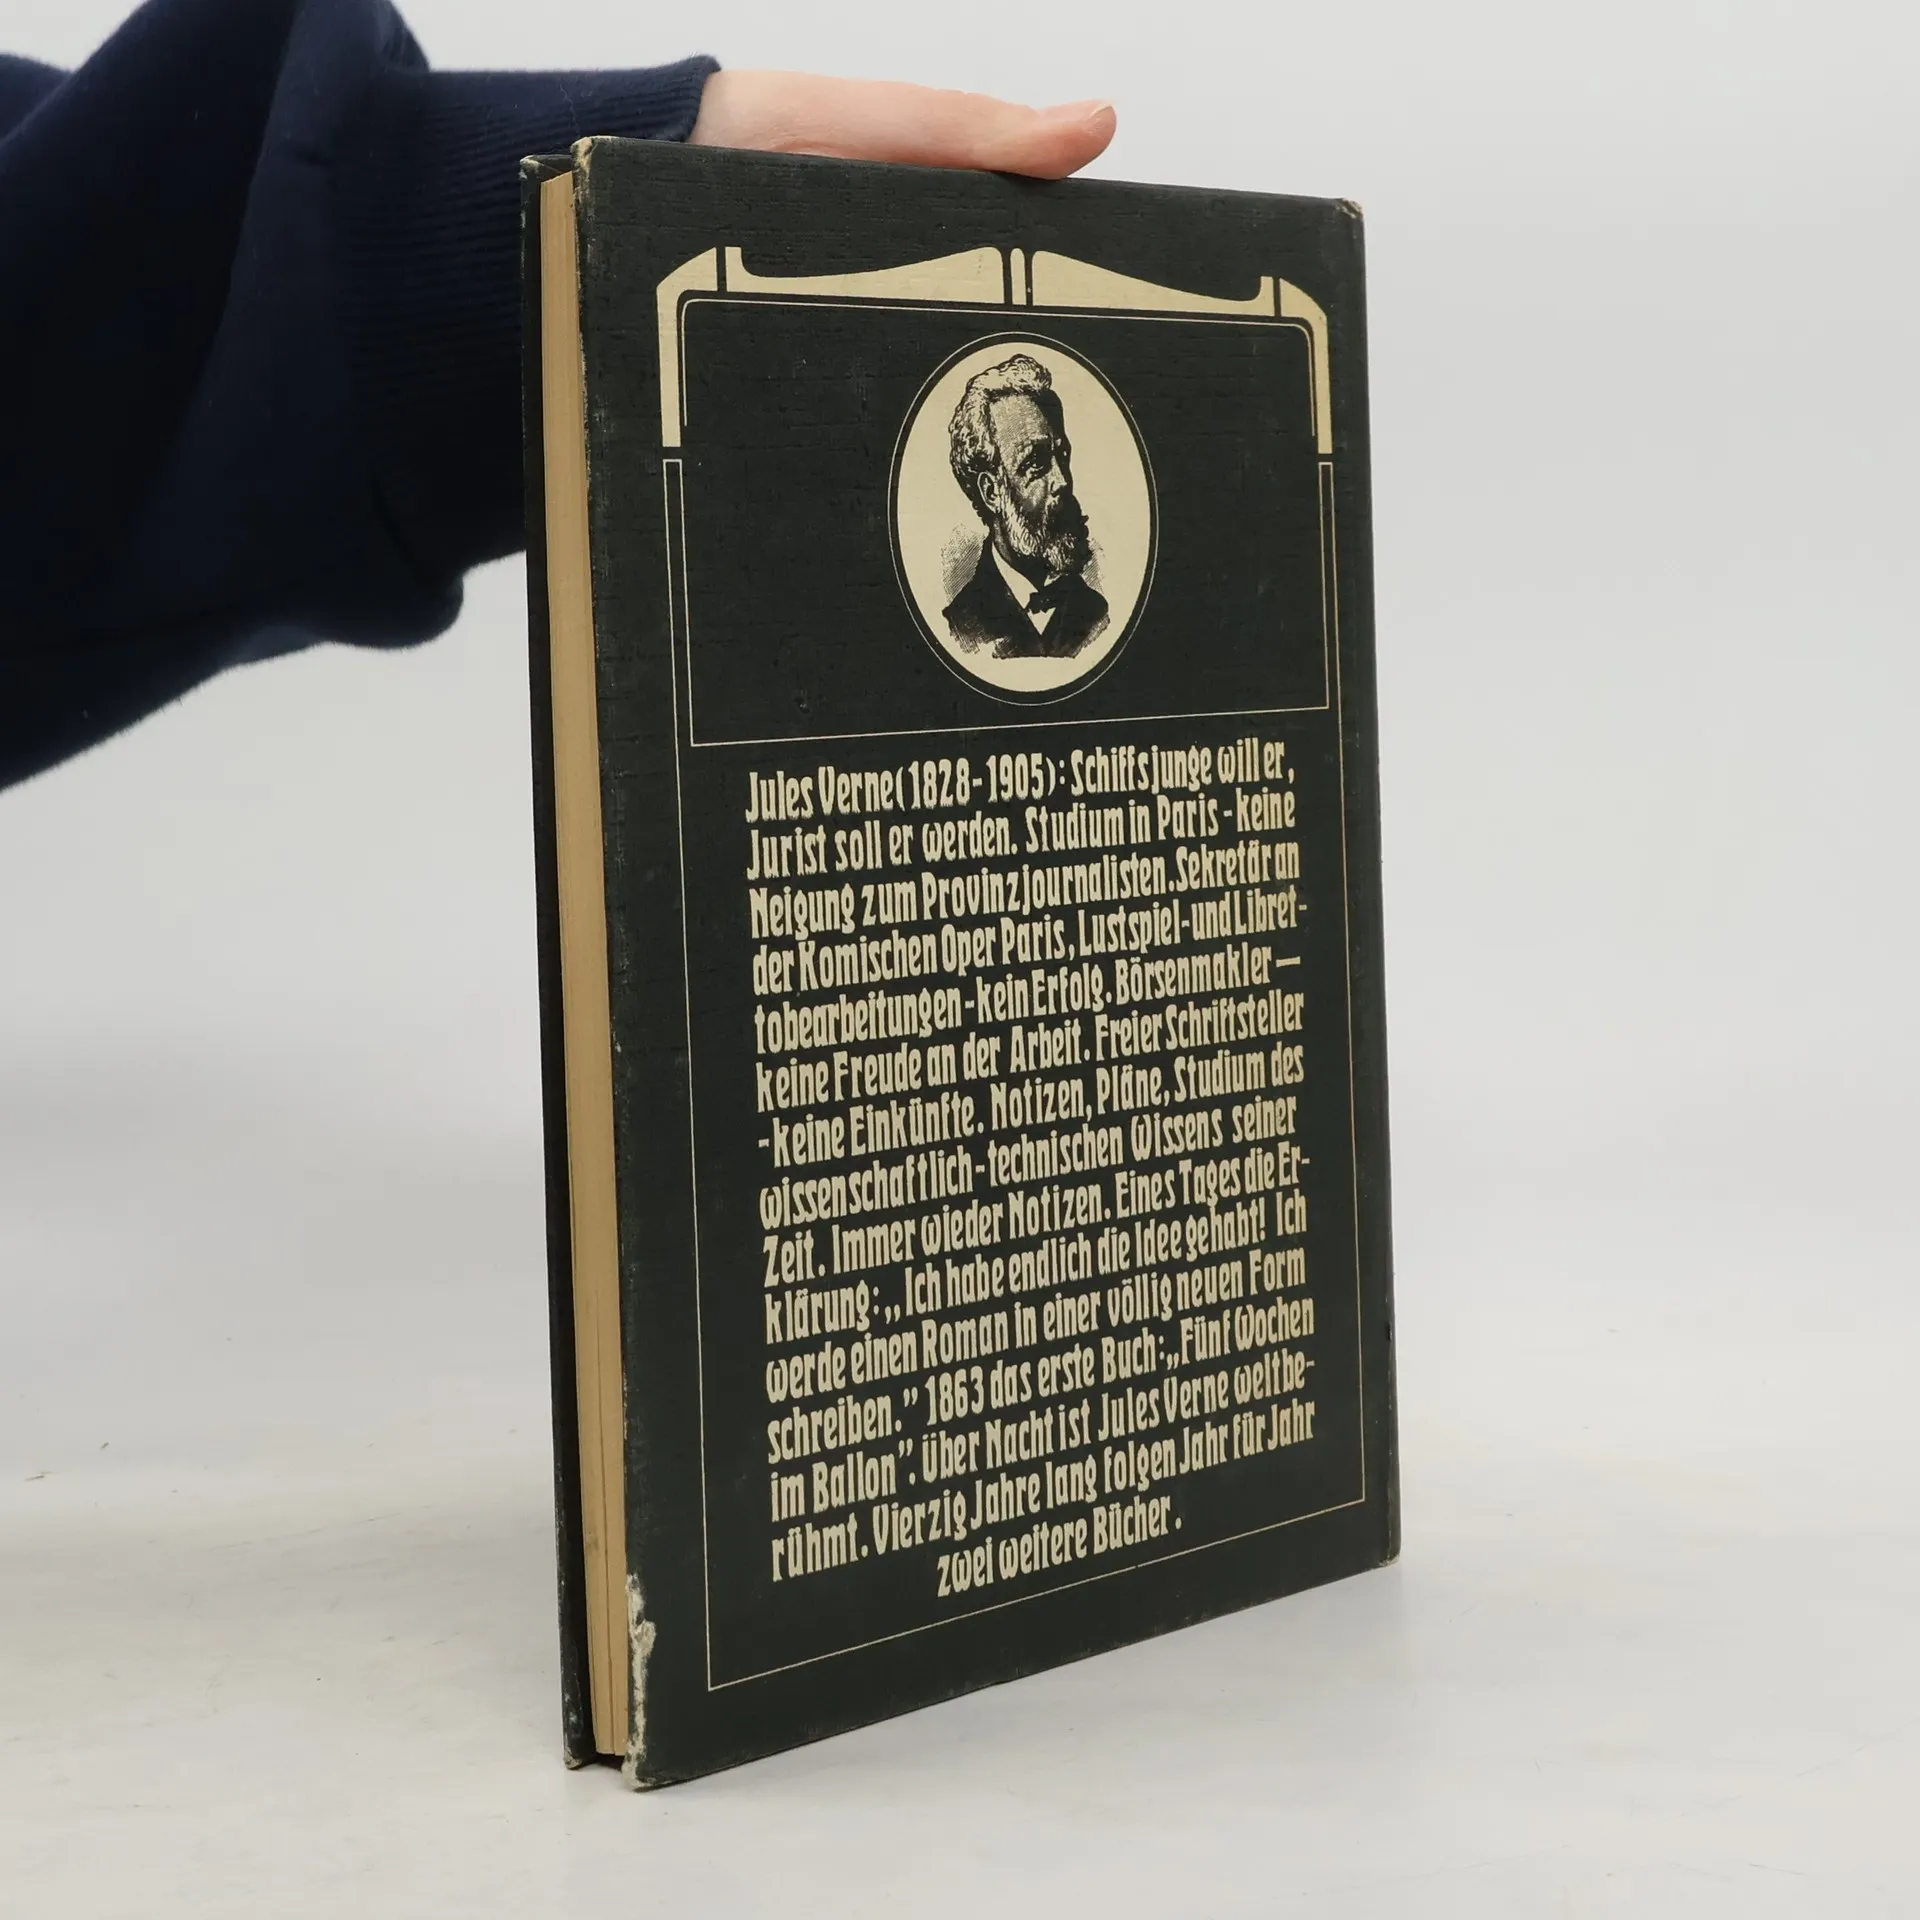 Jules Verne (1828-1905): Schiffsjunge will er,
Jurist soll er werden. Studium in Paris - keine
Neigung zum Provinzjournalisten. Sekretär an
der Komischen Oper Paris, Lustspiel- und Libret-
tobearbeitungen - kein Erfolg. Börsenmakler —
keine Freude an der Arbeit. Freier Schriftsteller
- keine Einkünfte. Notizen, Pläne, Studium des
wissenschaftlich-technischen Wissens seiner
Zeit. Immer wieder Notizen. Eines Tages die Er-
klärung: „Ich habe endlich die Idee gehabt! Ich
werde einen Roman in einer völlig neuen Form
schreiben.” 1863 das erste Buch: „Fünf Wochen
im Ballon”. Über Nacht ist Jules Verne weltbe-
rühmt. Vierzig Jahre lang folgen Jahr für Jahr
zwei weitere Bücher.